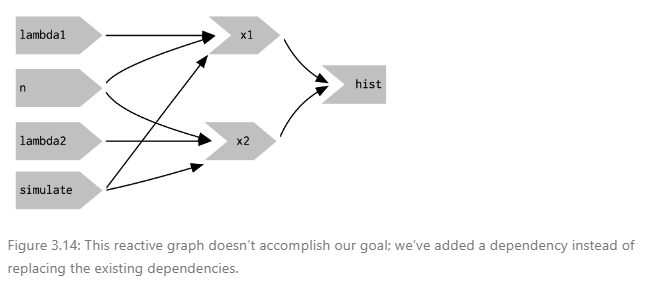 lambda1
x1
n
hist
lambda2
x2
simulate
Figure 3.14: This reactive graph doesn’t accomplish our goal; we’ve added a dependency instead of
replacing the existing dependencies.